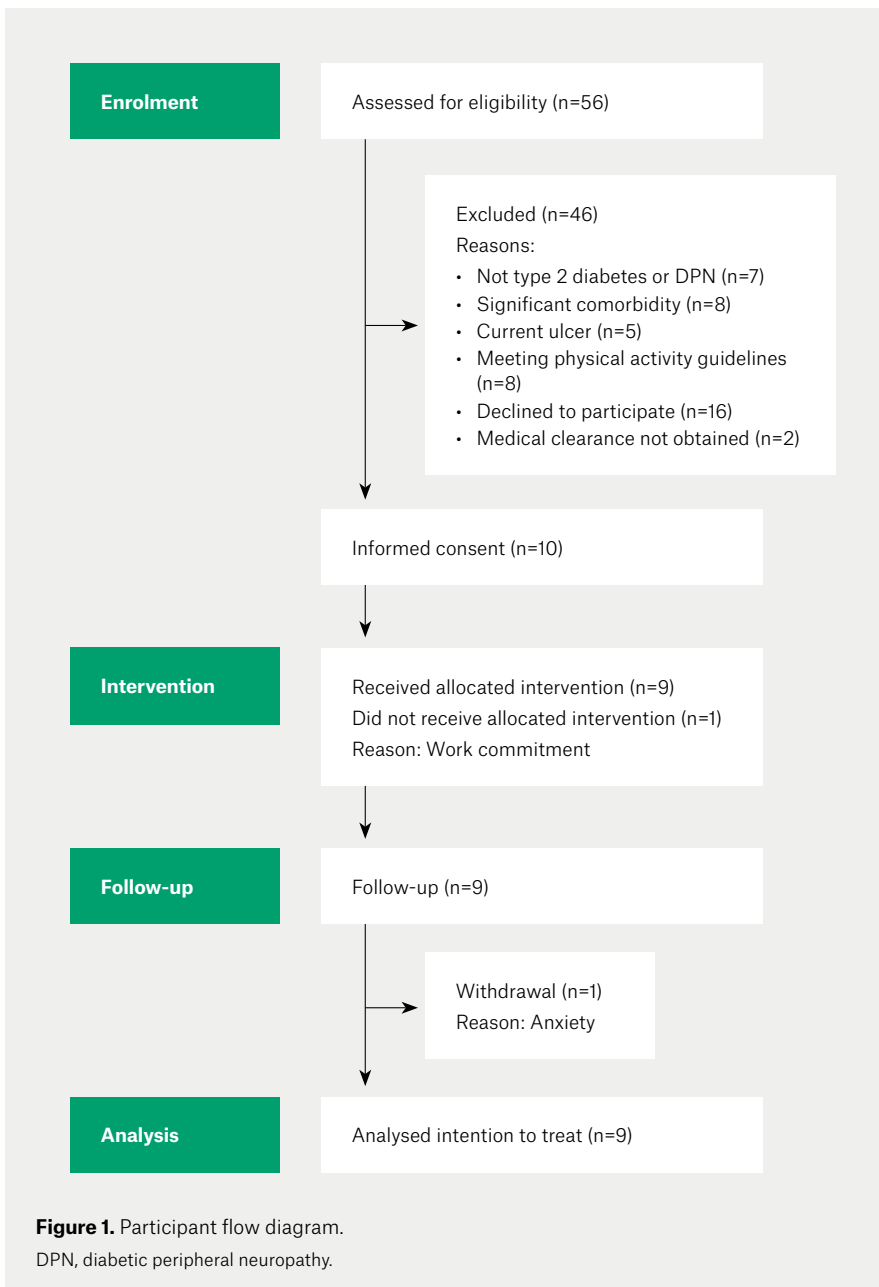 Enrolment
Assessed for eligibility (n=56)
Excluded (n=46)
Reasons:
• Not type 2 diabetes or DPN (n=7)
• Significant comorbidity (n=8)
• Current ulcer (n=5)
• Meeting physical activity guidelines
(n=8)
• Declined to participate (n=16)
• Medical clearance not obtained (n=2)
Informed consent (n=10)
Intervention
Received allocated intervention (n=9)
Did not receive allocated intervention (n=1)
Reason: Work commitment
Follow-up
Follow-up (n=9)
Withdrawal (n=1)
Reason: Anxiety
Analysis
Analysed intention to treat (n=9)
Figure 1. Participant flow diagram.
DPN, diabetic peripheral neuropathy.